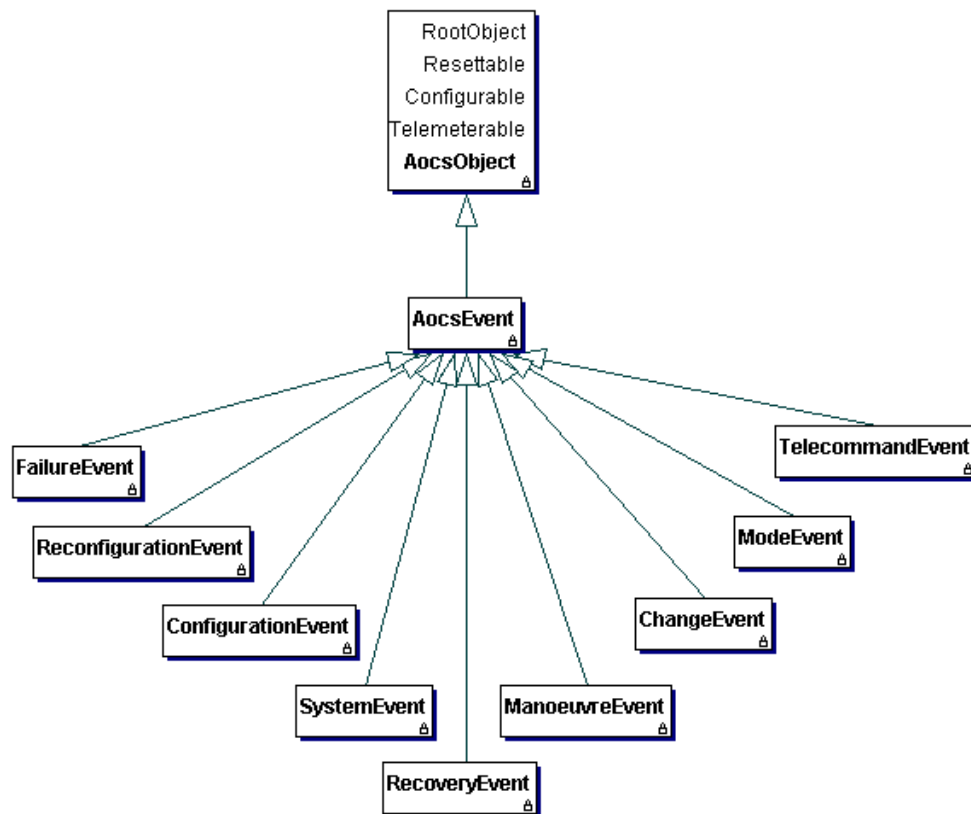 RootObject
Resettable
Configurable
Telemeterable
AocsObject
AocsEvent
TelecommandEvent
FailureEvent
ModeEvent
ReconfigurationEvent
ChangeEvent
ConfigurationEvent
SystemEvent
ManoeuvreEvent
RecoveryEvent